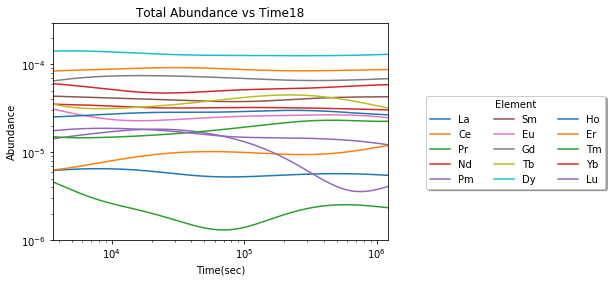 Total Abundance vs Time18
Abundance
10⁻⁴
10⁻⁵
10⁻⁶
10⁴ 10⁵ 10⁶
Time(sec)
Element
La Sm Ho
Ce Eu Er
Pr Gd Tm
Nd Tb Yb
Pm Dy Lu